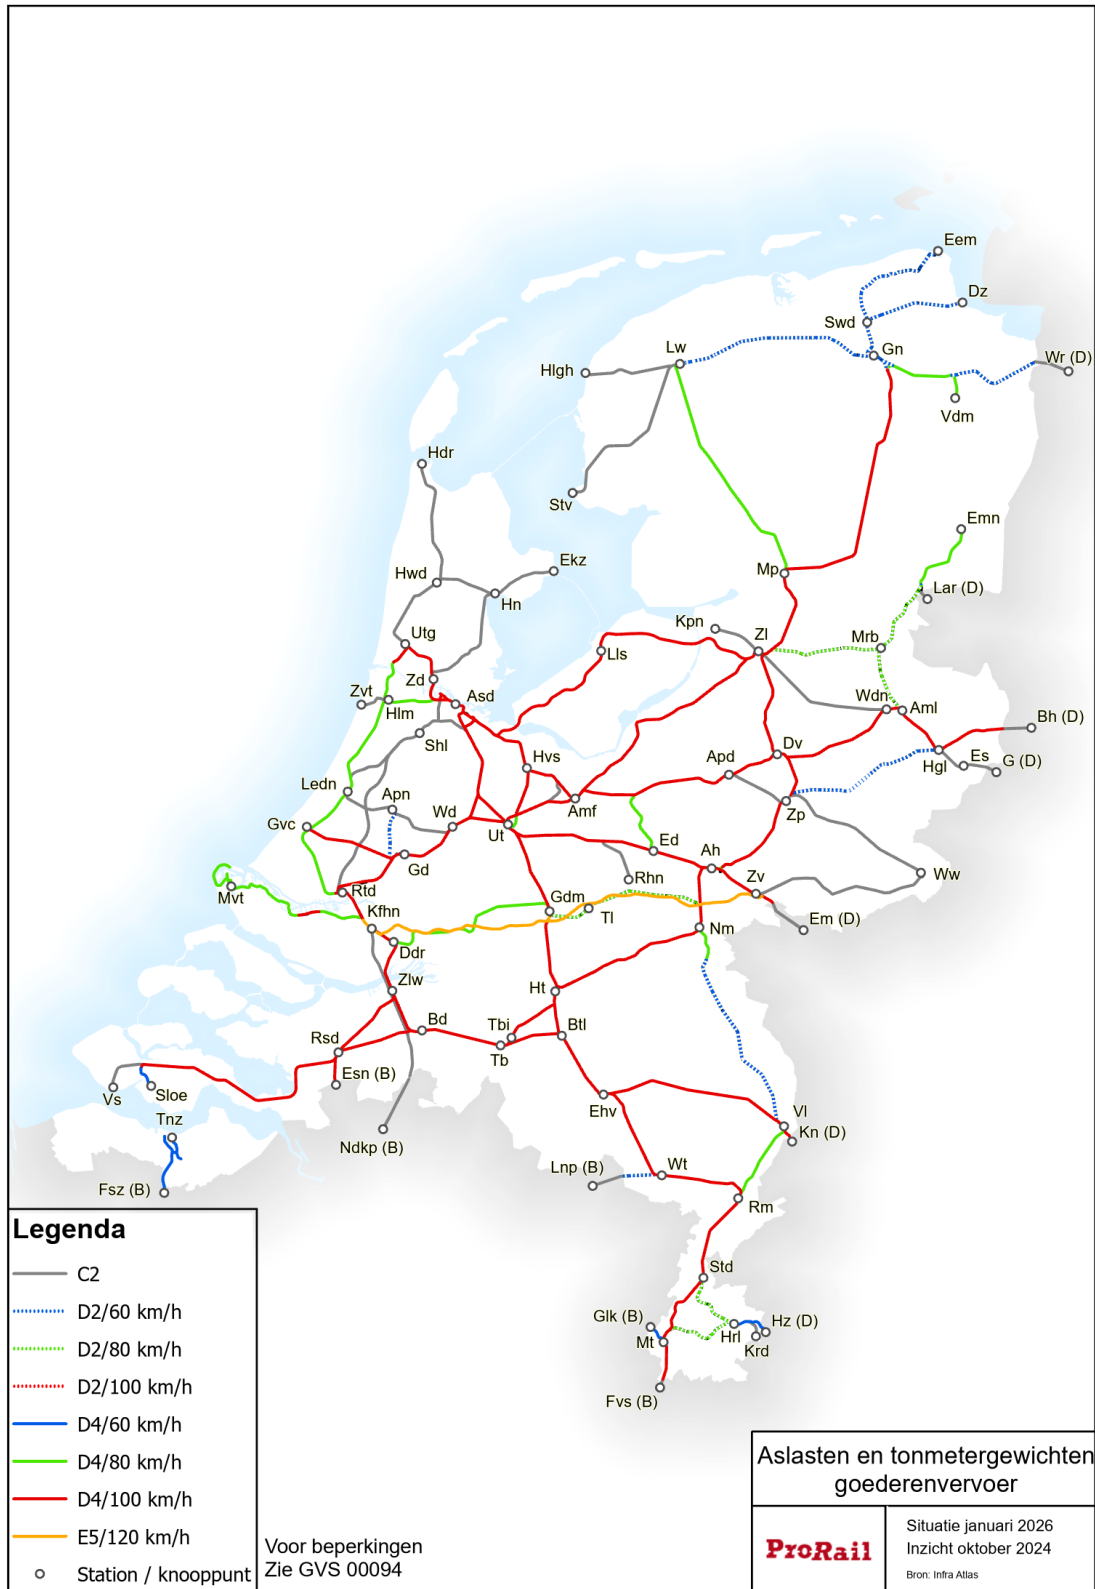 Eem
Dz
Swd
Gn
Wr (D)
Lw
Hlgh
Vdm
Hdr
Stv
Emn
Ekz
Mp
Hwd
Hn
Lar (D)
Kpn
Utg
Zl
Mrb
Lls
Zd
Zvt
Asd
Wdn
Aml
Hlm
Bh (D)
Shl
Dv
Hvs
Apd
Hgl
Es
G (D)
Ledn
Apn
Amf
Zp
Gvc
Wd
Ut
Ed
Ah
Gd
Rhn
Zv
Ww
Mvt
Rtd
Gdm
Tl
Kfhn
Em (D)
Nm
Ddr
Zlw
Ht
Bd
Tbi
Btl
Rsd
Tb
Esn (B)
Vs
Sloe
Ehv
Tnz
Vl
Kn (D)
Ndkp (B)
Lnp (B)
Wt
Fsz (B)
Rm
Std
Glk (B)
Hz (D)
Hrl
Mt
Krd
Fvs (B)
Legenda
C2
D2/60 km/h
D2/80 km/h
D2/100 km/h
D4/60 km/h
D4/80 km/h
D4/100 km/h
E5/120 km/h
Station / knooppunt
Voor beperkingen
Zie GVS 00094
Aslasten en tonmetergewichten
goederenvervoer
ProRail
Situatie januari 2026
Inzicht oktober 2024
Bron: Infra Atlas